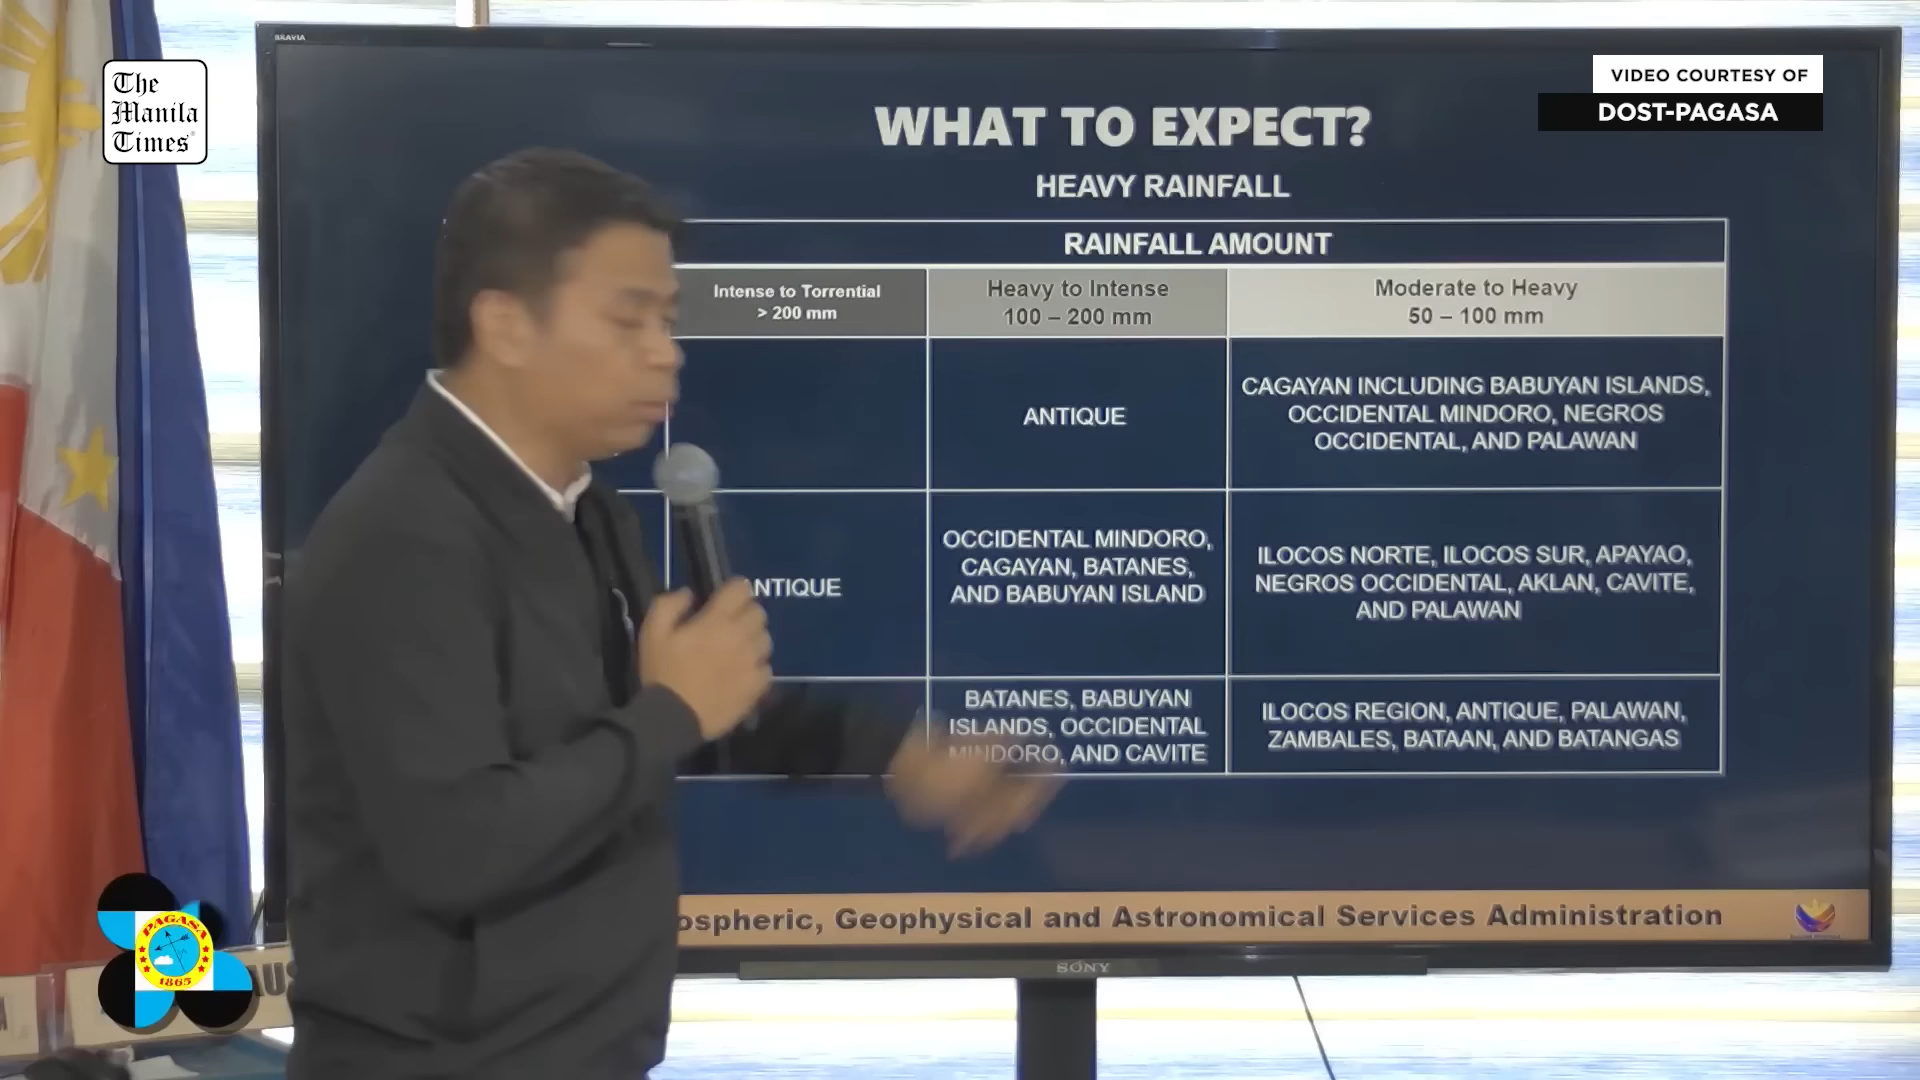 BRAVIA
The
Manila
Times
VIDEO COURTESY OF
DOST-PAGASA
WHAT TO EXPECT?
HEAVY RAINFALL
RAINFALL AMOUNT
Intense to Torrential
> 200 mm
Heavy to Intense
100 – 200 mm
Moderate to Heavy
50 – 100 mm
ANTIQUE
CAGAYAN INCLUDING BABUYAN ISLANDS,
OCCIDENTAL MINDORO, NEGROS
OCCIDENTAL, AND PALAWAN
NTIQUE
OCCIDENTAL MINDORO,
CAGAYAN, BATANES,
AND BABUYAN ISLAND
ILOCOS NORTE, ILOCOS SUR, APAYAO,
NEGROS OCCIDENTAL, AKLAN, CAVITE,
AND PALAWAN
BATANES, BABUYAN
ISLANDS, OCCIDENTAL
MINDORO, AND CAVITE
ILOCOS REGION, ANTIQUE, PALAWAN,
ZAMBALES, BATAAN, AND BATANGAS
ospheric, Geophysical and Astronomical Services Administration
SONY
PAGASA
1865